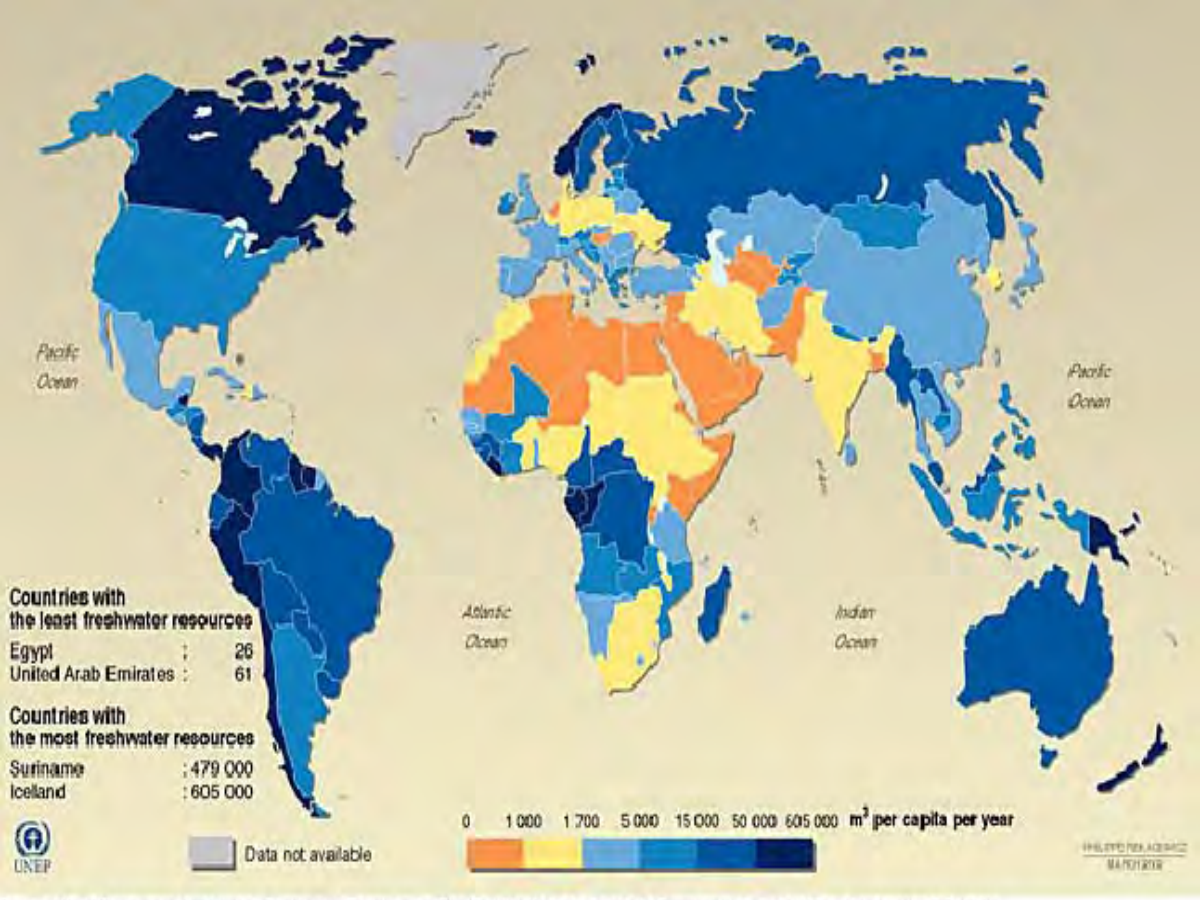 Pacific
Ocean
Pacific
Ocean
Atlantic
Ocean
Indian
Ocean
Countries with
the least freshwater resources
Egypt : 26
United Arab Emirates : 61
Countries with
the most freshwater resources
Suriname : 479 000
Iceland : 605 000
0 1 000 1 700 5 000 15 000 50 000 605 000 m³ per capita per year
Data not available
UNEP